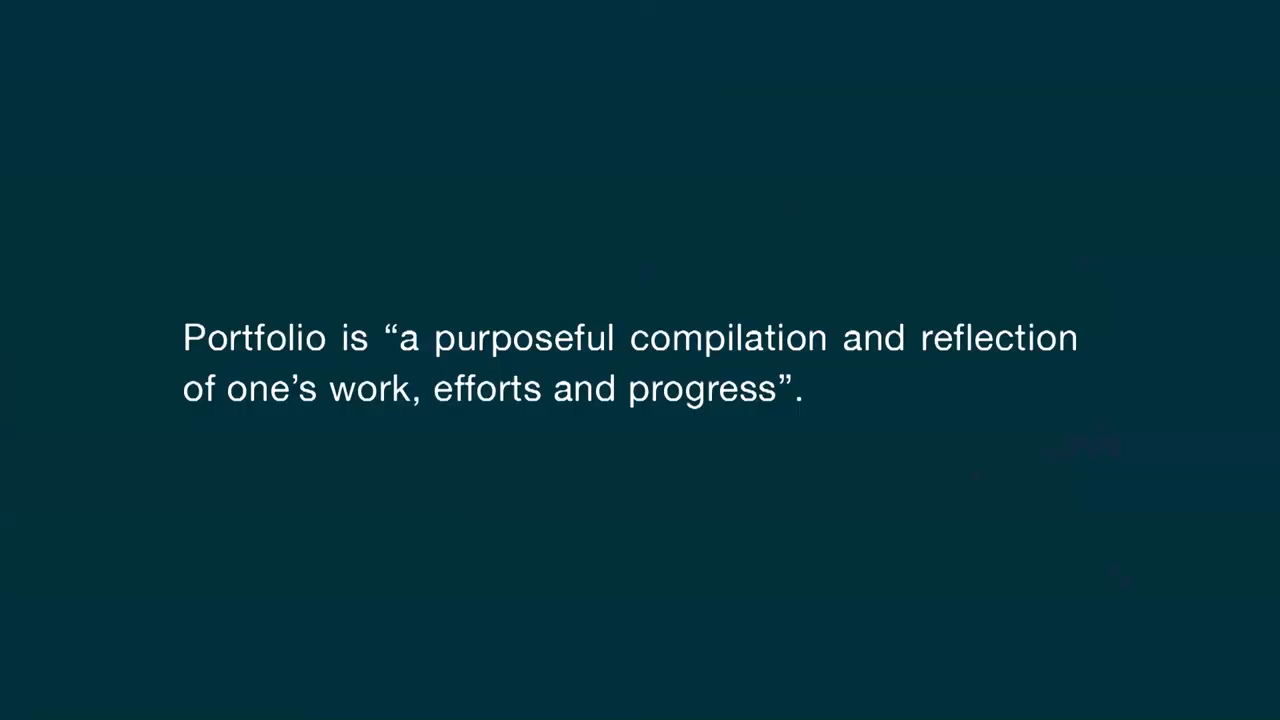 Portfolio is “a purposeful compilation and reflection
of one’s work, efforts and progress”.